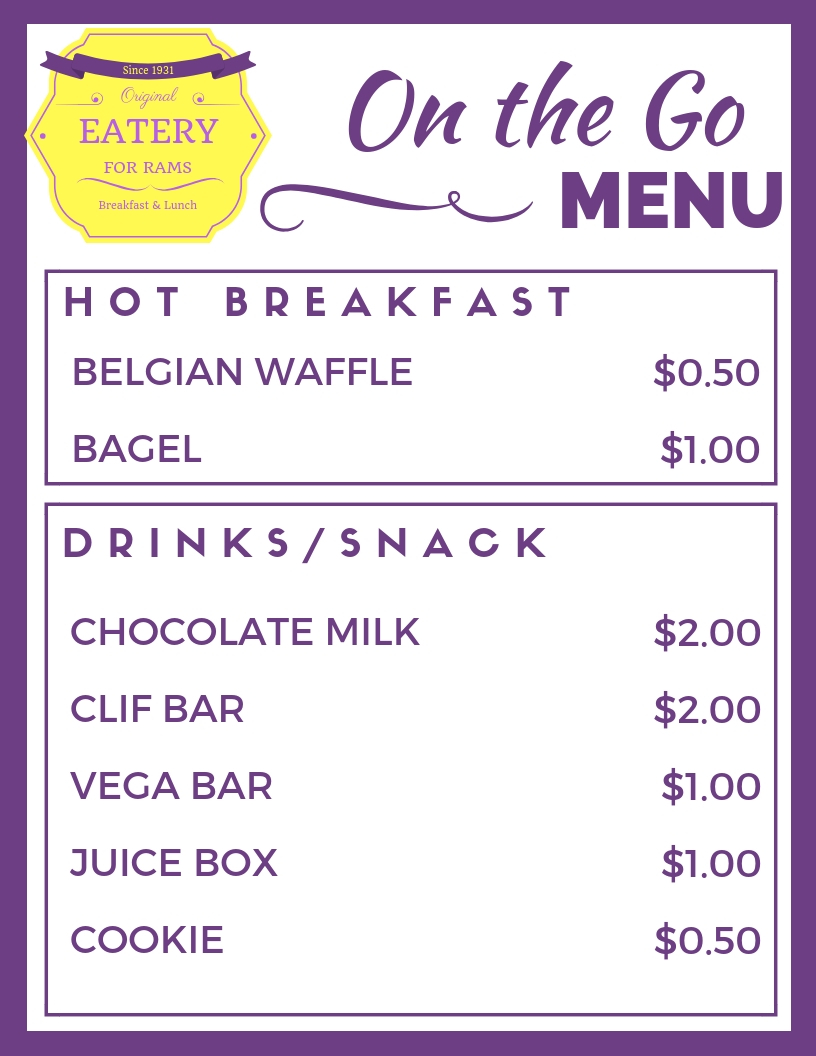 Since 1931
Original
EATERY
FOR RAMS
Breakfast & Lunch
On the Go
MENU
HOT BREAKFAST
BELGIAN WAFFLE $0.50
BAGEL $1.00
DRINKS/SNACK
CHOCOLATE MILK $2.00
CLIF BAR $2.00
VEGA BAR $1.00
JUICE BOX $1.00
COOKIE $0.50